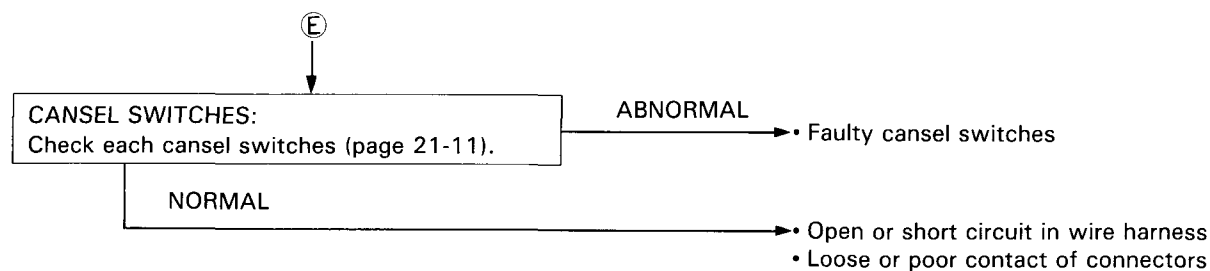 E
CANSEL SWITCHES:
Check each cansel switches (page 21-11).
ABNORMAL
• Faulty cansel switches
NORMAL
• Open or short circuit in wire harness
• Loose or poor contact of connectors